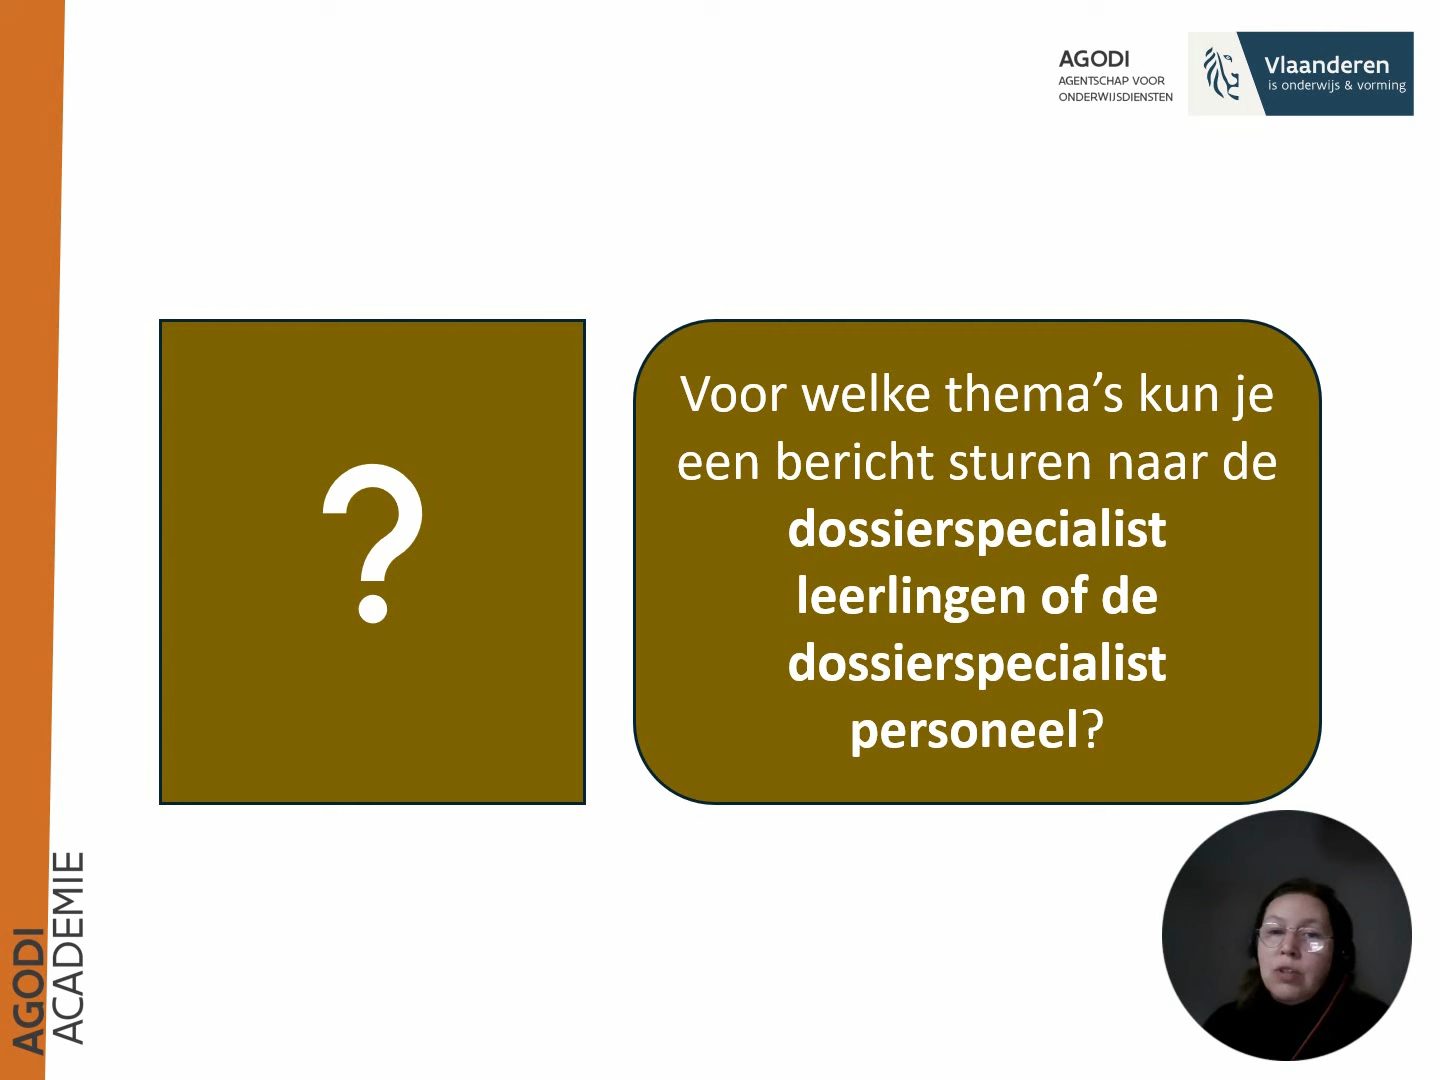 AGODI
AGENTSCHAP VOOR
ONDERWIJSDIENSTEN
Vlaanderen
is onderwijs & vorming
?
Voor welke thema’s kun je
een bericht sturen naar de
dossierspecialist
leerlingen of de
dossierspecialist
personeel?
AGODI
ACADEMIE